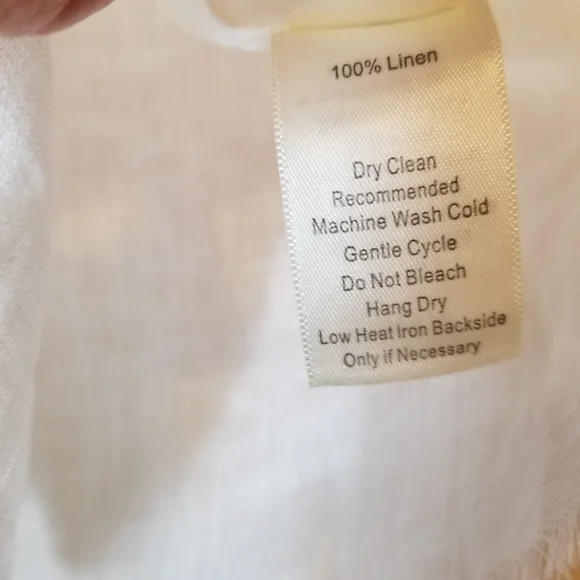 100% Linen
Dry Clean
Recommended
Machine Wash Cold
Gentle Cycle
Do Not Bleach
Hang Dry
Low Heat Iron Backside
Only if Necessary